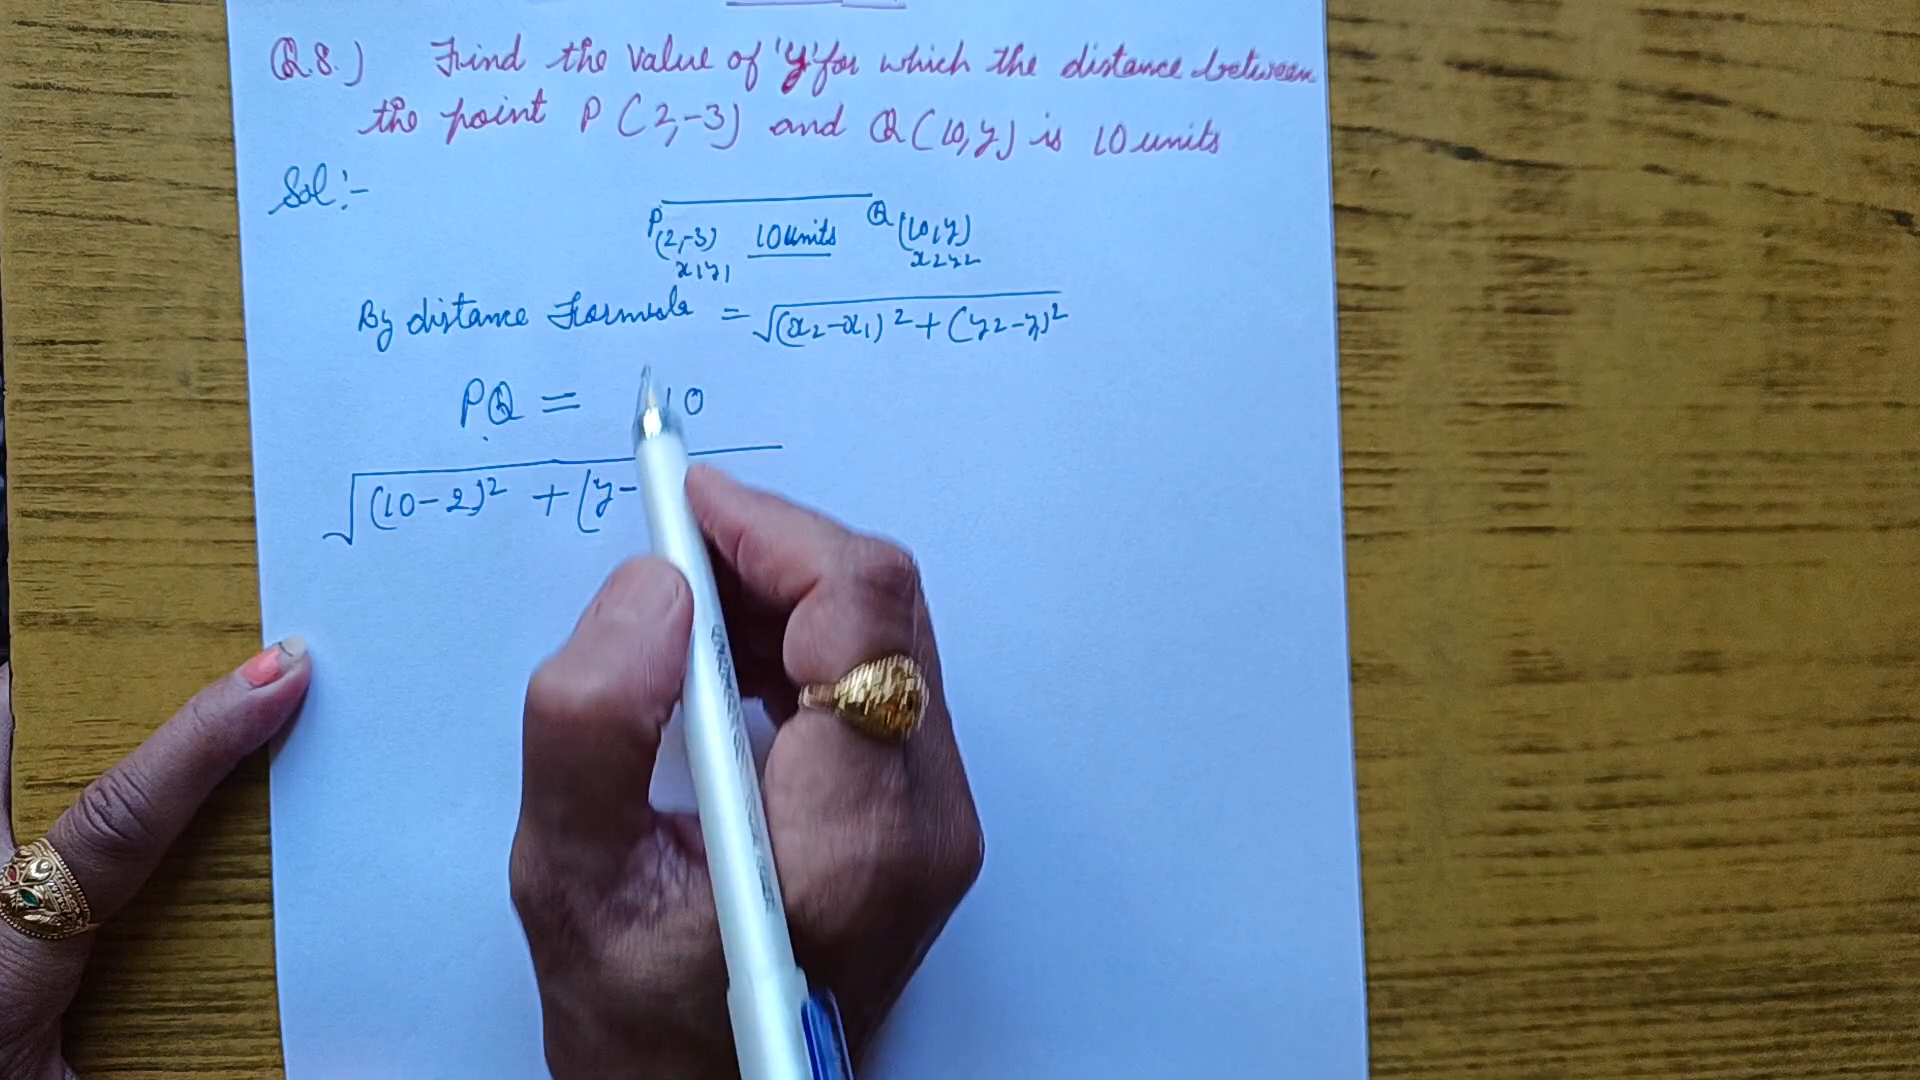 Q.8.) Find the value of 'y' for which the distance between
the point P (2,-3) and Q (10,y) is 10 units
Sol:-
P Q
(2,-3) 10 units (10,y)
x1y1 x2y2
By distance Formula = √(x2-x1)² + (y2-y)²
PQ = 10
√(10-2)² + (y-